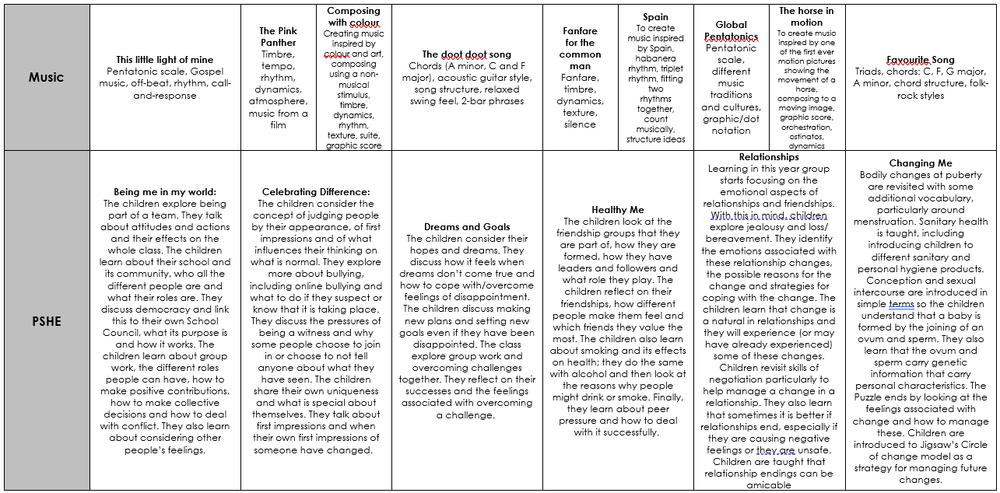 Music
This little light of mine
Pentatonic scale, Gospel
music, off-beat, rhythm, call-
and-response
The Pink
Panther
Timbre,
tempo,
rhythm,
dynamics,
atmosphere,
music from a
film
Composing
with colour
Creating music
inspired by
colour and art,
composing
using a non-
musical
stimulus,
timbre,
dynamics,
rhythm,
texture, suite,
graphic score
The doot doot song
Chords (A minor, C and F
major), acoustic guitar style,
song structure, relaxed
swing feel, 2-bar phrases
Fanfare
for the
common
man
Fanfare,
timbre,
dynamics,
texture,
silence
Spain
To create
music inspired
by Spain,
habanera
rhythm, triplet
rhythm, fitting
two
rhythms
together,
count
musically,
structure ideas
Global
Pentatonics
Pentatonic
scale,
different
music
traditions
and cultures,
graphic/dot
notation
The horse in
motion
To create music
inspired by one
of the first ever
motion pictures
showing the
movement of a
horse,
composing to a
moving image,
graphic score,
orchestration,
ostinatos,
dynamics
Favourite Song
Triads, chords: C, F, G major,
A minor, chord structure, folk-
rock styles
PSHE
Being me in my world:
The children explore being
part of a team. They talk
about attitudes and actions
and their effects on the
whole class. The children
learn about their school and
its community, who all the
different people are and
what their roles are. They
discuss democracy and link
this to their own School
Council, what its purpose is
and how it works. The
children learn about group
work, the different roles
people can have, how to
make positive contributions,
how to make collective
decisions and how to deal
with conflict. They also learn
about considering other
people's feelings.
Celebrating Difference:
The children consider the
concept of judging people
by their appearance, of first
impressions and of what
influences their thinking on
what is normal. They explore
more about bullying,
including online bullying and
what to do if they suspect or
know that it is taking place.
They discuss the pressures of
being a witness and why
some people choose to join
in or choose to not tell
anyone about what they
have seen. The children
share their own uniqueness
and what is special about
themselves. They talk about
first impressions and when
their own first impressions of
someone have changed.
Dreams and Goals
The children consider their
hopes and dreams. They
discuss how it feels when
dreams don't come true and
how to cope with/overcome
feelings of disappointment.
The children discuss making
new plans and setting new
goals even if they have been
disappointed. The class
explore group work and
overcoming challenges
together. They reflect on their
successes and the feelings
associated with overcoming
a challenge.
Healthy Me
The children look at the
friendship groups that they
are part of, how they are
formed, how they have
leaders and followers and
what role they play. The
children reflect on their
friendships, how different
people make them feel and
which friends they value the
most. The children also learn
about smoking and its effects
on health; they do the same
with alcohol and then look at
the reasons why people
might drink or smoke. Finally,
they learn about peer
pressure and how to deal
with it successfully.
Relationships
Learning in this year group
starts focusing on the
emotional aspects of
relationships and friendships.
With this in mind, children
explore jealousy and loss/
bereavement. They identify
the emotions associated with
these relationship changes,
the possible reasons for the
change and strategies for
coping with the change. The
children learn that change is
a natural in relationships and
they will experience (or may
have already experienced)
some of these changes.
Children revisit skills of
negotiation particularly to
help manage a change in a
relationship. They also learn
that sometimes it is better if
relationships end, especially if
they are causing negative
feelings or they are unsafe.
Children are taught that
relationship endings can be
amicable
Changing Me
Bodily changes at puberty
are revisited with some
additional vocabulary,
particularly around
menstruation. Sanitary health
is taught, including
introducing children to
different sanitary and
personal hygiene products.
Conception and sexual
intercourse are introduced in
simple terms so the children
understand that a baby is
formed by the joining of an
ovum and sperm. They also
learn that the ovum and
sperm carry genetic
information that carry
personal characteristics. The
Puzzle ends by looking at the
feelings associated with
change and how to manage
these. Children are
introduced to Jigsaw's Circle
of change model as a
strategy for managing future
changes.